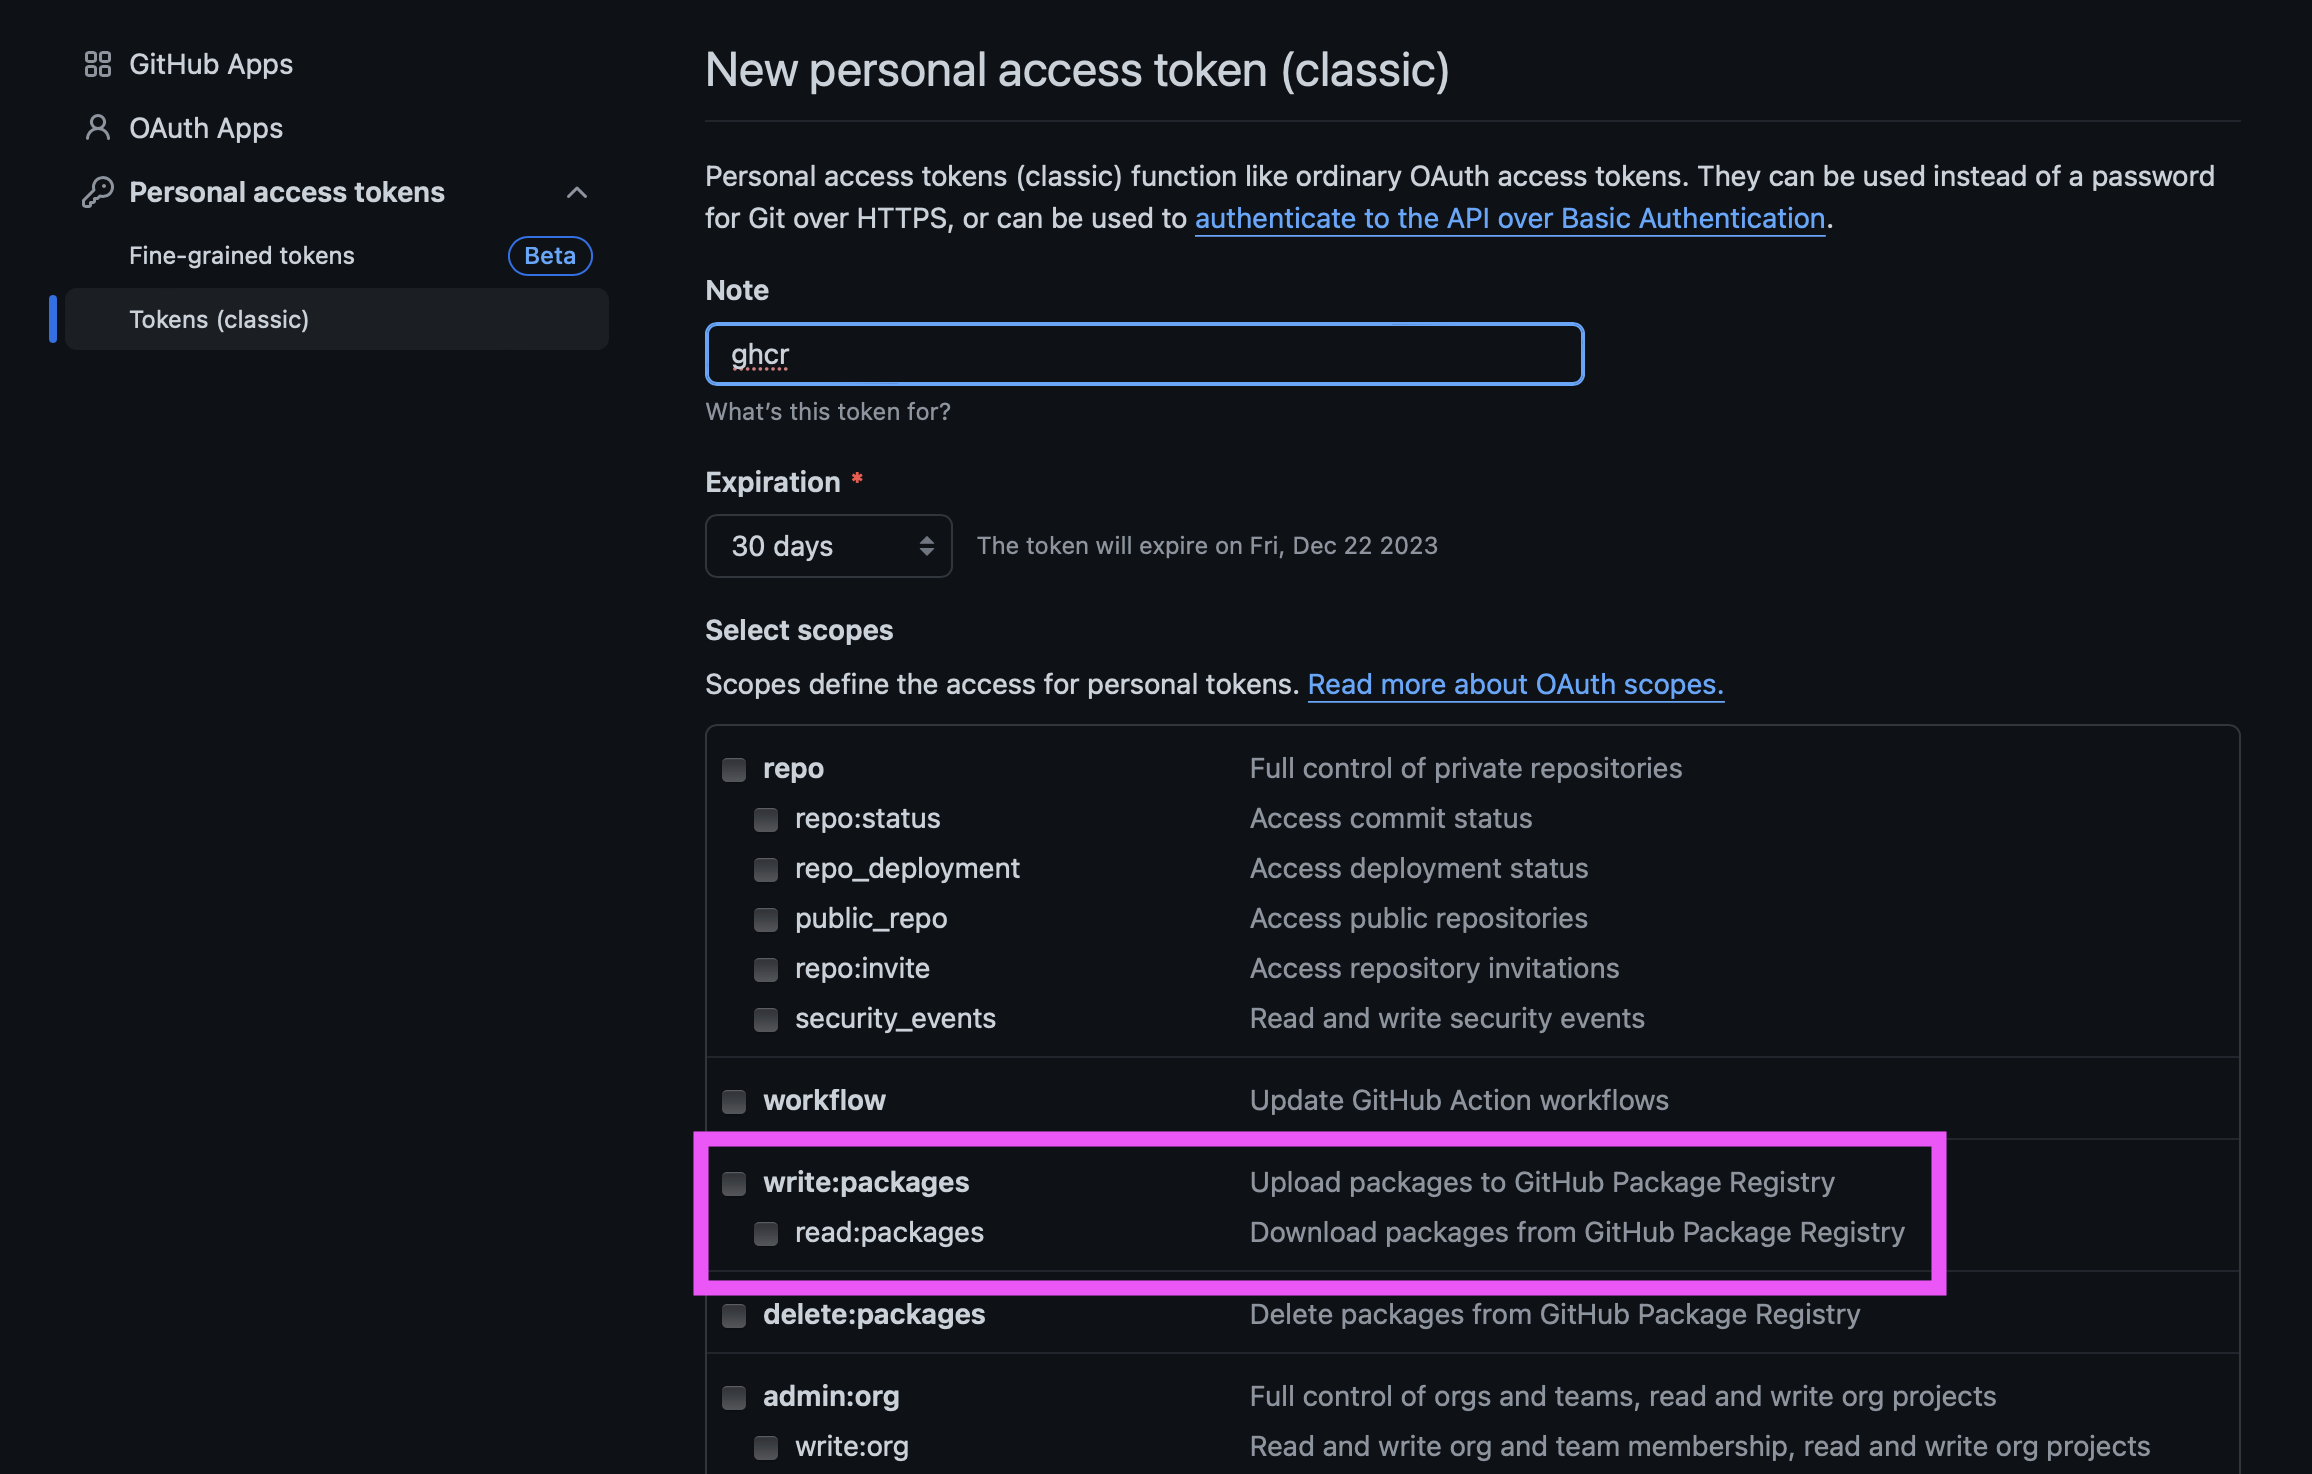 GitHub Apps
OAuth Apps
Personal access tokens
Fine-grained tokens
Beta
Tokens (classic)
New personal access token (classic)
Personal access tokens (classic) function like ordinary OAuth access tokens. They can be used instead of a password
for Git over HTTPS, or can be used to authenticate to the API over Basic Authentication.
Note
ghcr
What's this token for?
Expiration *
30 days
The token will expire on Fri, Dec 22 2023
Select scopes
Scopes define the access for personal tokens. Read more about OAuth scopes.
repo Full control of private repositories
repo:status Access commit status
repo_deployment Access deployment status
public_repo Access public repositories
repo:invite Access repository invitations
security_events Read and write security events
workflow Update GitHub Action workflows
write:packages Upload packages to GitHub Package Registry
read:packages Download packages from GitHub Package Registry
delete:packages Delete packages from GitHub Package Registry
admin:org Full control of orgs and teams, read and write org projects
write:org Read and write org and team membership, read and write org projects